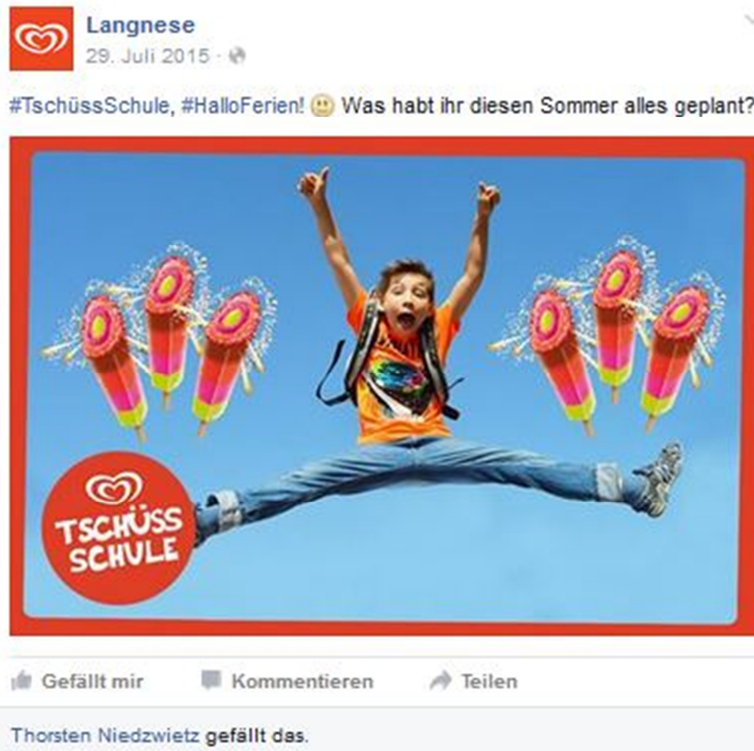 Langnese
29. Juli 2015 ·
#TschüssSchule, #HalloFerien! Was habt ihr diesen Sommer alles geplant?
TSCHÜSS
SCHULE
Gefällt mir Kommentieren Teilen
Thorsten Niedzwietz gefällt das.